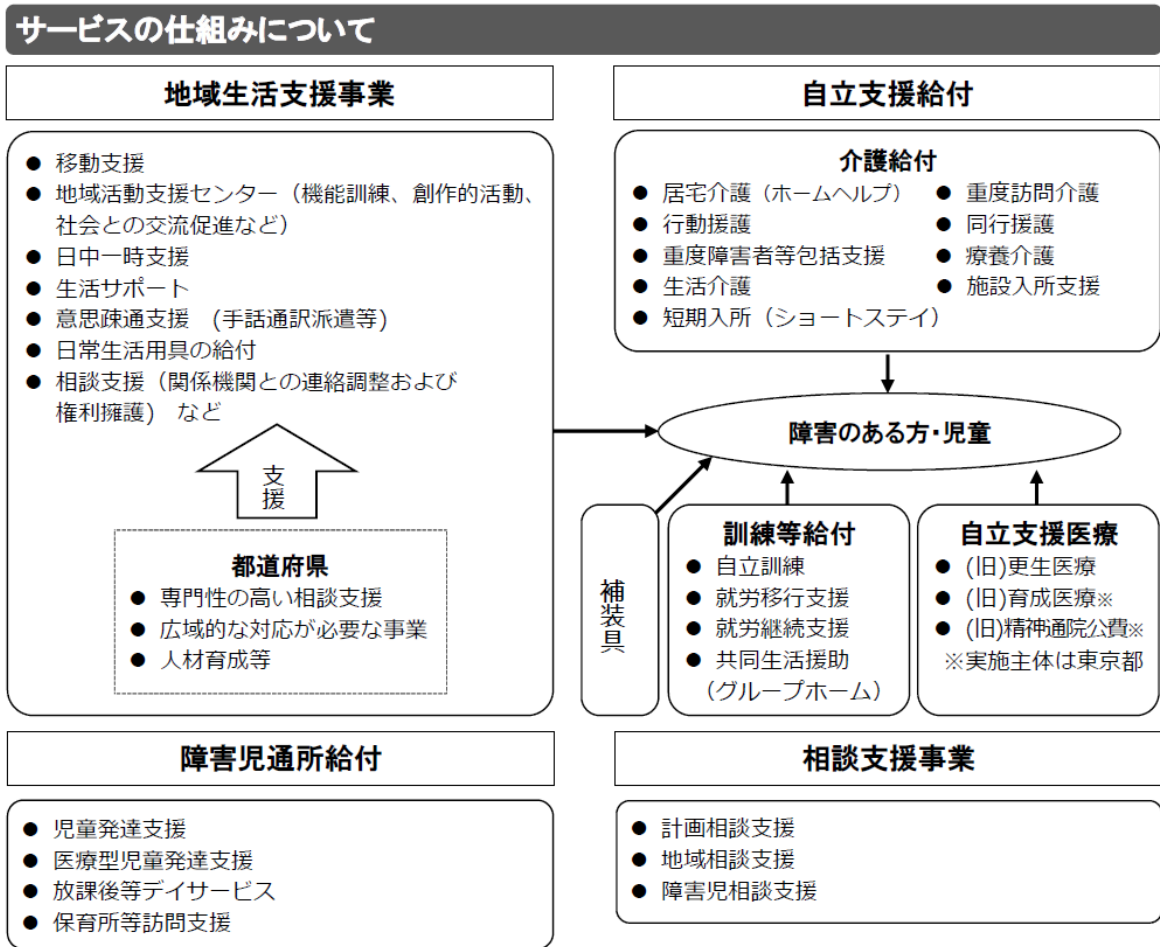 サービスの仕組みについて
地域生活支援事業
● 移動支援
● 地域活動支援センター（機能訓練、創作的活動、
社会との交流促進など）
● 日中一時支援
● 生活サポート
● 意思疎通支援　(手話通訳派遣等)
● 日常生活用具の給付
● 相談支援（関係機関との連絡調整および
権利擁護)　など
支援
都道府県
● 専門性の高い相談支援
● 広域的な対応が必要な事業
● 人材育成等
自立支援給付
介護給付
● 居宅介護（ホームヘルプ）
● 行動援護
● 重度障害者等包括支援
● 生活介護
● 短期入所（ショートステイ）
● 重度訪問介護
● 同行援護
● 療養介護
● 施設入所支援
障害のある方・児童
補装具
訓練等給付
● 自立訓練
● 就労移行支援
● 就労継続支援
● 共同生活援助
（グループホーム）
自立支援医療
● (旧)更生医療
● (旧)育成医療※
● (旧)精神通院公費※
※実施主体は東京都
障害児通所給付
● 児童発達支援
● 医療型児童発達支援
● 放課後等デイサービス
● 保育所等訪問支援
相談支援事業
● 計画相談支援
● 地域相談支援
● 障害児相談支援